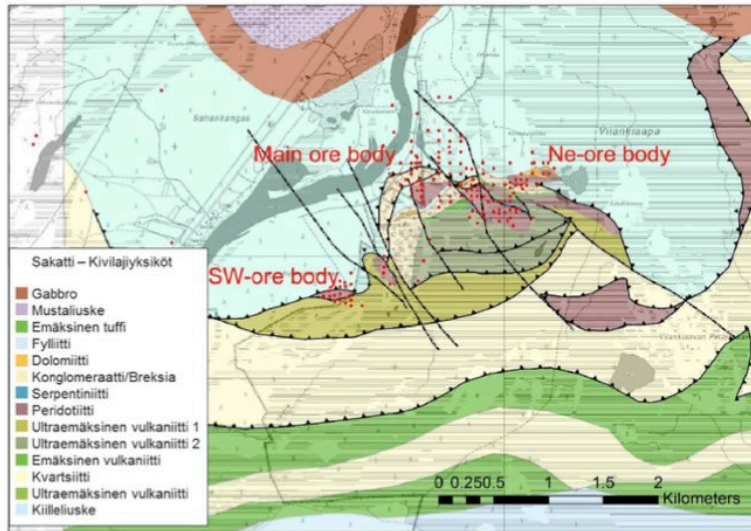 Sahankangas
Viiankiaapa
Main ore body
Ne-ore body
SW-ore body
Sakatti – Kivilajiyksiköt
Gabbro
Mustaliuske
Emäksinen tuffi
Fylliitti
Dolomiitti
Konglomeraatti/Breksia
Serpentiniitti
Peridotiitti
Ultraemäksinen vulkaniitti 1
Ultraemäksinen vulkaniitti 2
Emäksinen vulkaniitti
Kvartsiitti
Ultraemäksinen vulkaniitti
Kiilleliuske
0 0.250.5 1 1.5 2
Kilometers